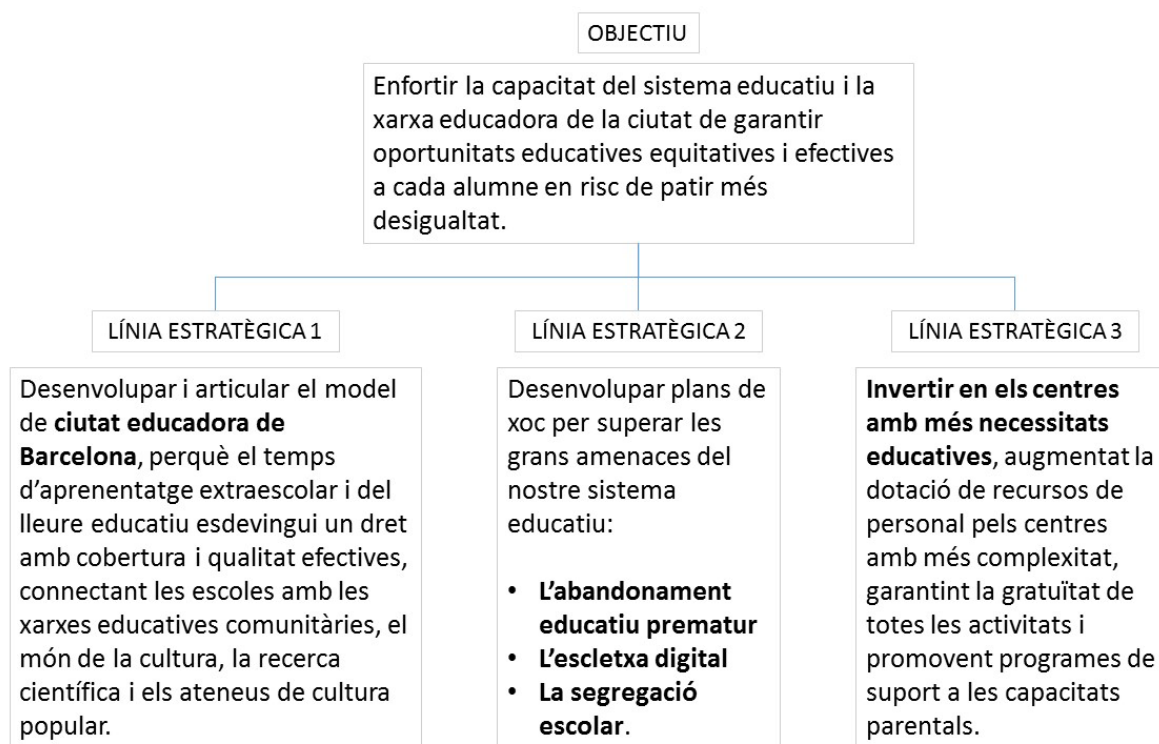 OBJECTIU
Enfortir la capacitat del sistema educatiu i la
xarxa educadora de la ciutat de garantir
oportunitats educatives equitatives i efectives
a cada alumne en risc de patir més
desigualtat.
LÍNIA ESTRATÈGICA 1
Desenvolupar i articular el model
de ciutat educadora de
Barcelona, perquè el temps
d’aprenentatge extraescolar i del
lleure educatiu esdevingui un dret
amb cobertura i qualitat efectives,
connectant les escoles amb les
xarxes educatives comunitàries, el
món de la cultura, la recerca
científica i els ateneus de cultura
popular.
LÍNIA ESTRATÈGICA 2
Desenvolupar plans de
xoc per superar les
grans amenaces del
nostre sistema
educatiu:
• L’abandonament
educatiu prematur
• L’escletxa digital
• La segregació
escolar.
LÍNIA ESTRATÈGICA 3
Invertir en els centres
amb més necessitats
educatives, augmentat la
dotació de recursos de
personal pels centres
amb més complexitat,
garantint la gratuïtat de
totes les activitats i
promovent programes de
suport a les capacitats
parentals.